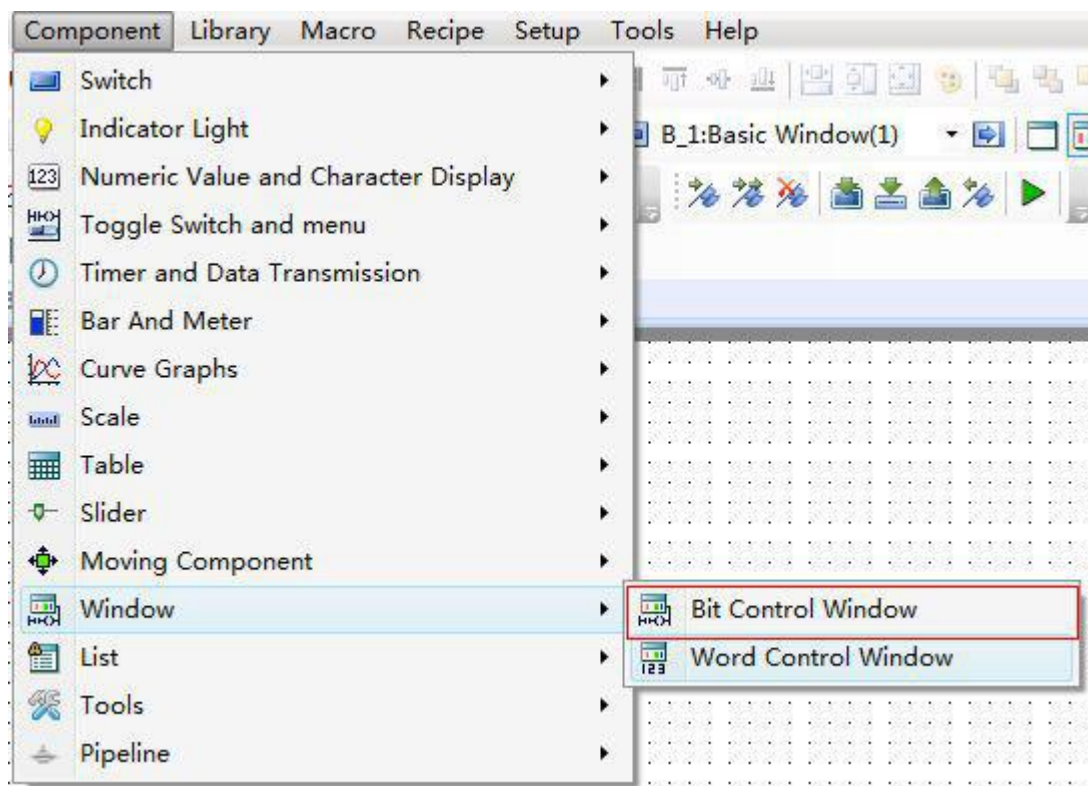 Component Library Macro Recipe Setup Tools Help
Switch
Indicator Light
B_1:Basic Window(1)
123 Numeric Value and Character Display
Toggle Switch and menu
Timer and Data Transmission
Bar And Meter
Curve Graphs
Scale
Table
Slider
Moving Component
Window
Bit Control Window
List
123 Word Control Window
Tools
Pipeline